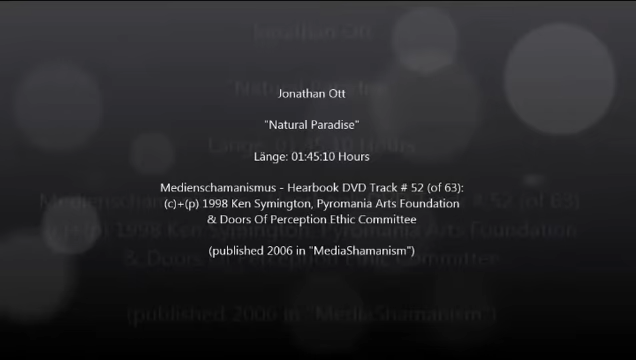 Jonathan Ott
"Natural Paradise"
Länge: 01:45:10 Hours
Medienschamanismus - Hearbook DVD Track # 52 (of 63):
(c)+(p) 1998 Ken Symington, Pyromania Arts Foundation
& Doors Of Perception Ethic Committee
(published 2006 in "MediaShamanism")